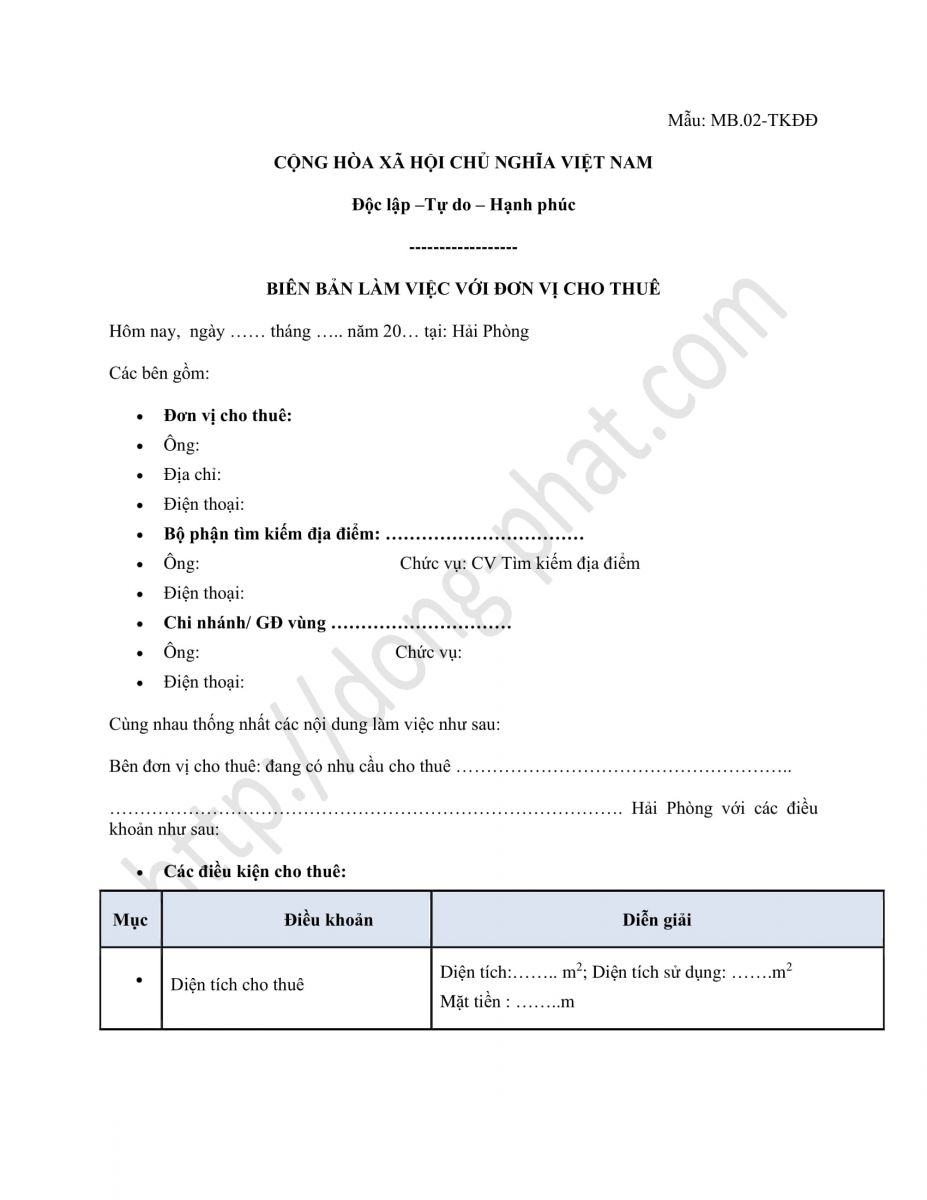 Mẫu: MB.02-TKĐĐ
CỘNG HÒA XÃ HỘI CHỦ NGHĨA VIỆT NAM
Độc lập –Tự do – Hạnh phúc
------------------
BIÊN BẢN LÀM VIỆC VỚI ĐƠN VỊ CHO THUÊ
Hôm nay, ngày …… tháng ….. năm 20… tại: Hải Phòng
Các bên gồm:
• Đơn vị cho thuê:
• Ông:
• Địa chỉ:
• Điện thoại:
• Bộ phận tìm kiếm địa điểm: ……………………………
• Ông: Chức vụ: CV Tìm kiếm địa điểm
• Điện thoại:
• Chi nhánh/ GĐ vùng …………………………
• Ông: Chức vụ:
• Điện thoại:
Cùng nhau thống nhất các nội dung làm việc như sau:
Bên đơn vị cho thuê: đang có nhu cầu cho thuê ………………………………………………..
…………………………………………………………………………. Hải Phòng với các điều
khoản như sau:
• Các điều kiện cho thuê:
Mục Điều khoản Diễn giải
• Diện tích cho thuê
Diện tích:…….. m²; Diện tích sử dụng: …….m²
Mặt tiền : ……..m
http://dong-phat.com